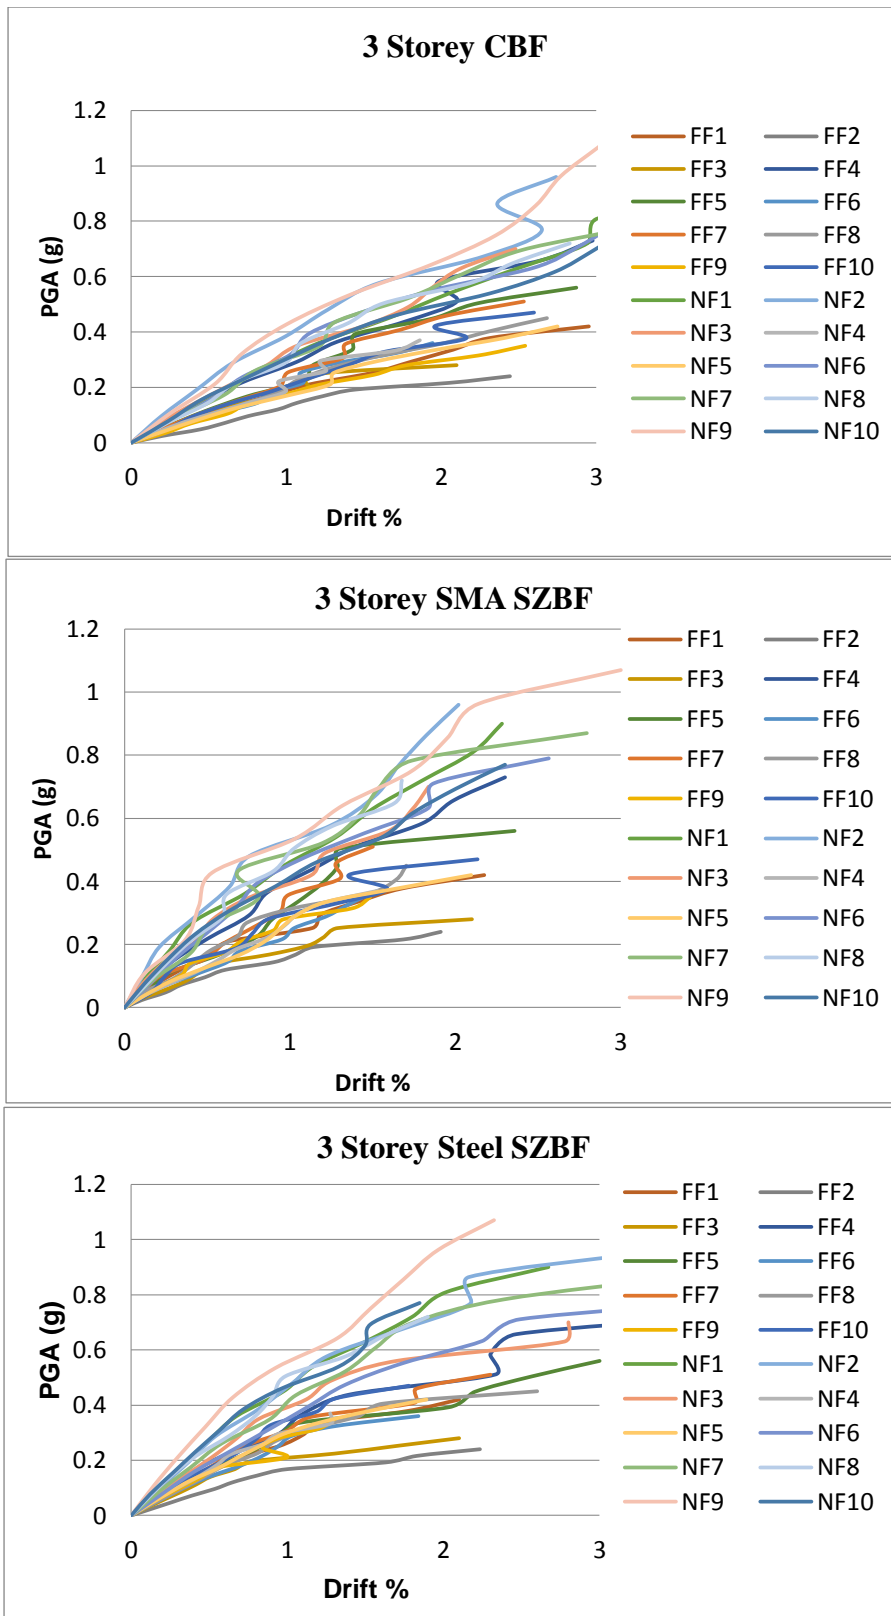 3 Storey CBF
1.2
1
0.8
0.6
0.4
0.2
0
PGA (g)
0 1 2 3
Drift %
FF1 FF2
FF3 FF4
FF5 FF6
FF7 FF8
FF9 FF10
NF1 NF2
NF3 NF4
NF5 NF6
NF7 NF8
NF9 NF10
3 Storey SMA SZBF
1.2
1
0.8
0.6
0.4
0.2
0
PGA (g)
0 1 2 3
Drift %
FF1 FF2
FF3 FF4
FF5 FF6
FF7 FF8
FF9 FF10
NF1 NF2
NF3 NF4
NF5 NF6
NF7 NF8
NF9 NF10
3 Storey Steel SZBF
1.2
1
0.8
0.6
0.4
0.2
0
PGA (g)
0 1 2 3
Drift %
FF1 FF2
FF3 FF4
FF5 FF6
FF7 FF8
FF9 FF10
NF1 NF2
NF3 NF4
NF5 NF6
NF7 NF8
NF9 NF10